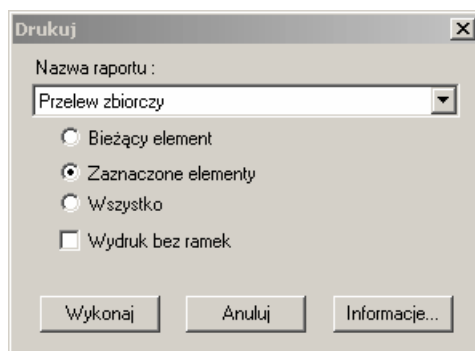 Drukuj
Nazwa raportu :
Przelew zbiorczy
Bieżący element
Zaznaczone elementy
Wszystko
Wydruk bez ramek
Wykonaj Anuluj Informacje...